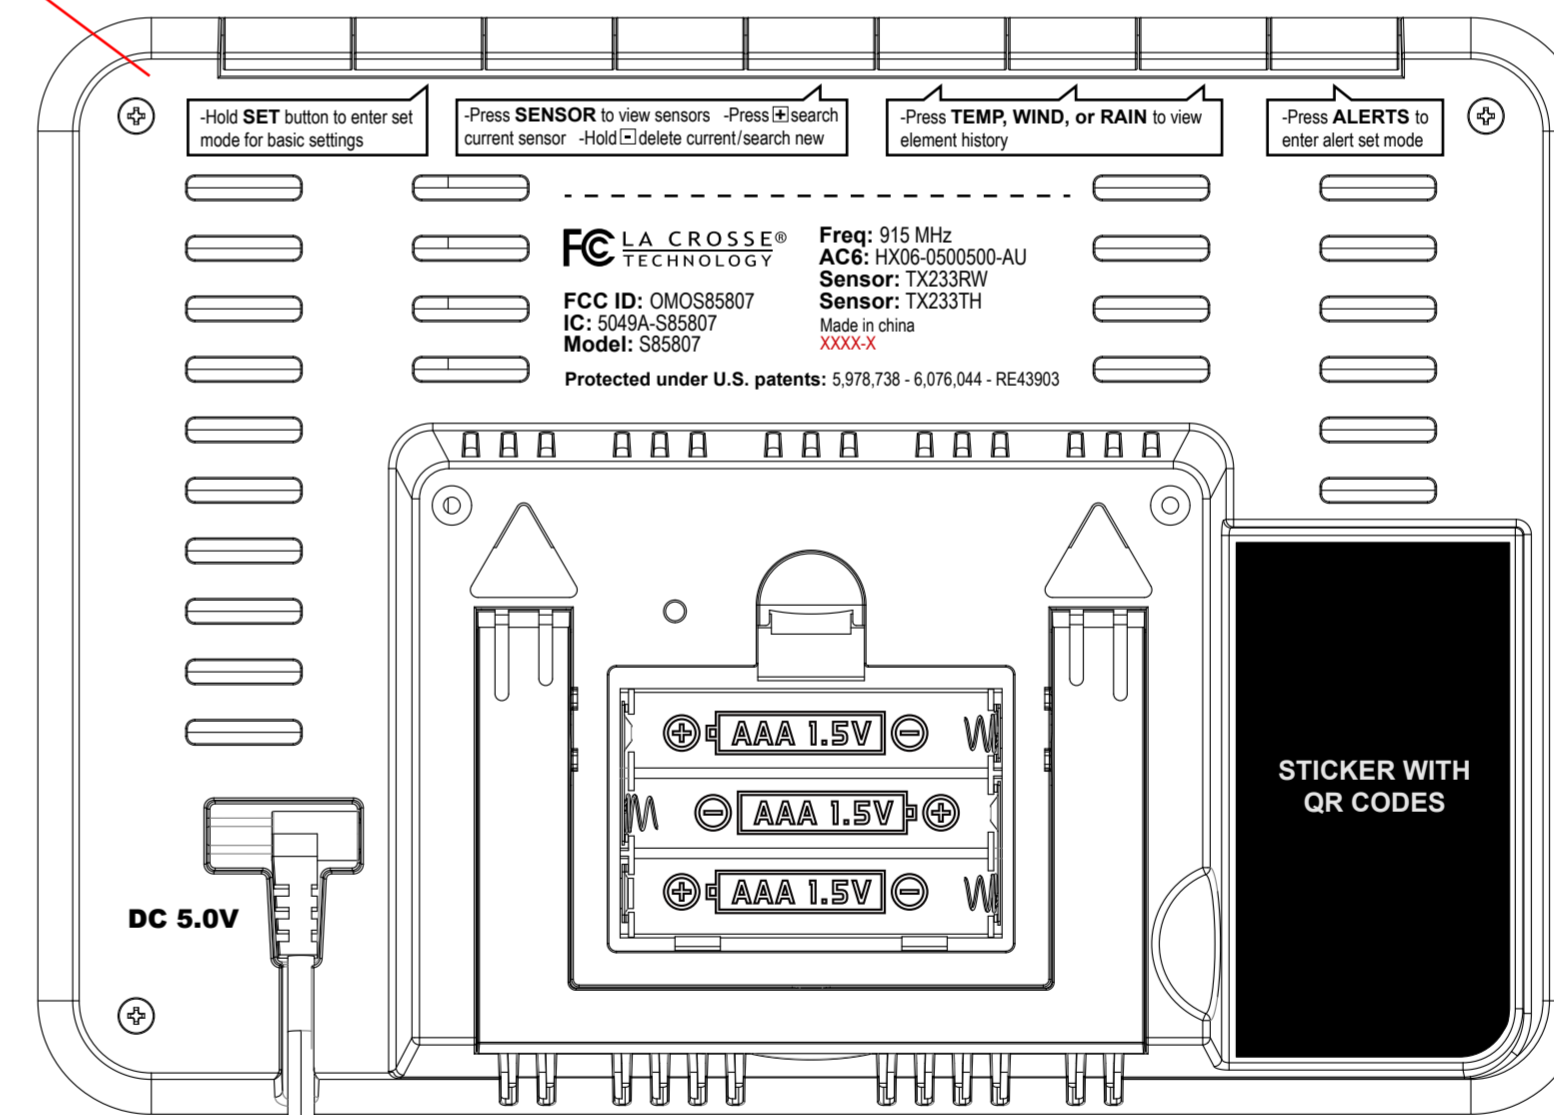 -Hold SET button to enter set
mode for basic settings
-Press SENSOR to view sensors -Press + search
current sensor -Hold - delete current/search new
-Press TEMP, WIND, or RAIN to view
element history
-Press ALERTS to
enter alert set mode
FC LA CROSSE®
TECHNOLOGY
FCC ID: OMOS85807
IC: 5049A-S85807
Model: S85807
Freq: 915 MHz
AC6: HX06-0500500-AU
Sensor: TX233RW
Sensor: TX233TH
Made in china
XXXX-X
Protected under U.S. patents: 5,978,738 - 6,076,044 - RE43903
+ AAA 1.5V -
- AAA 1.5V +
+ AAA 1.5V -
DC 5.0V
STICKER WITH
QR CODES